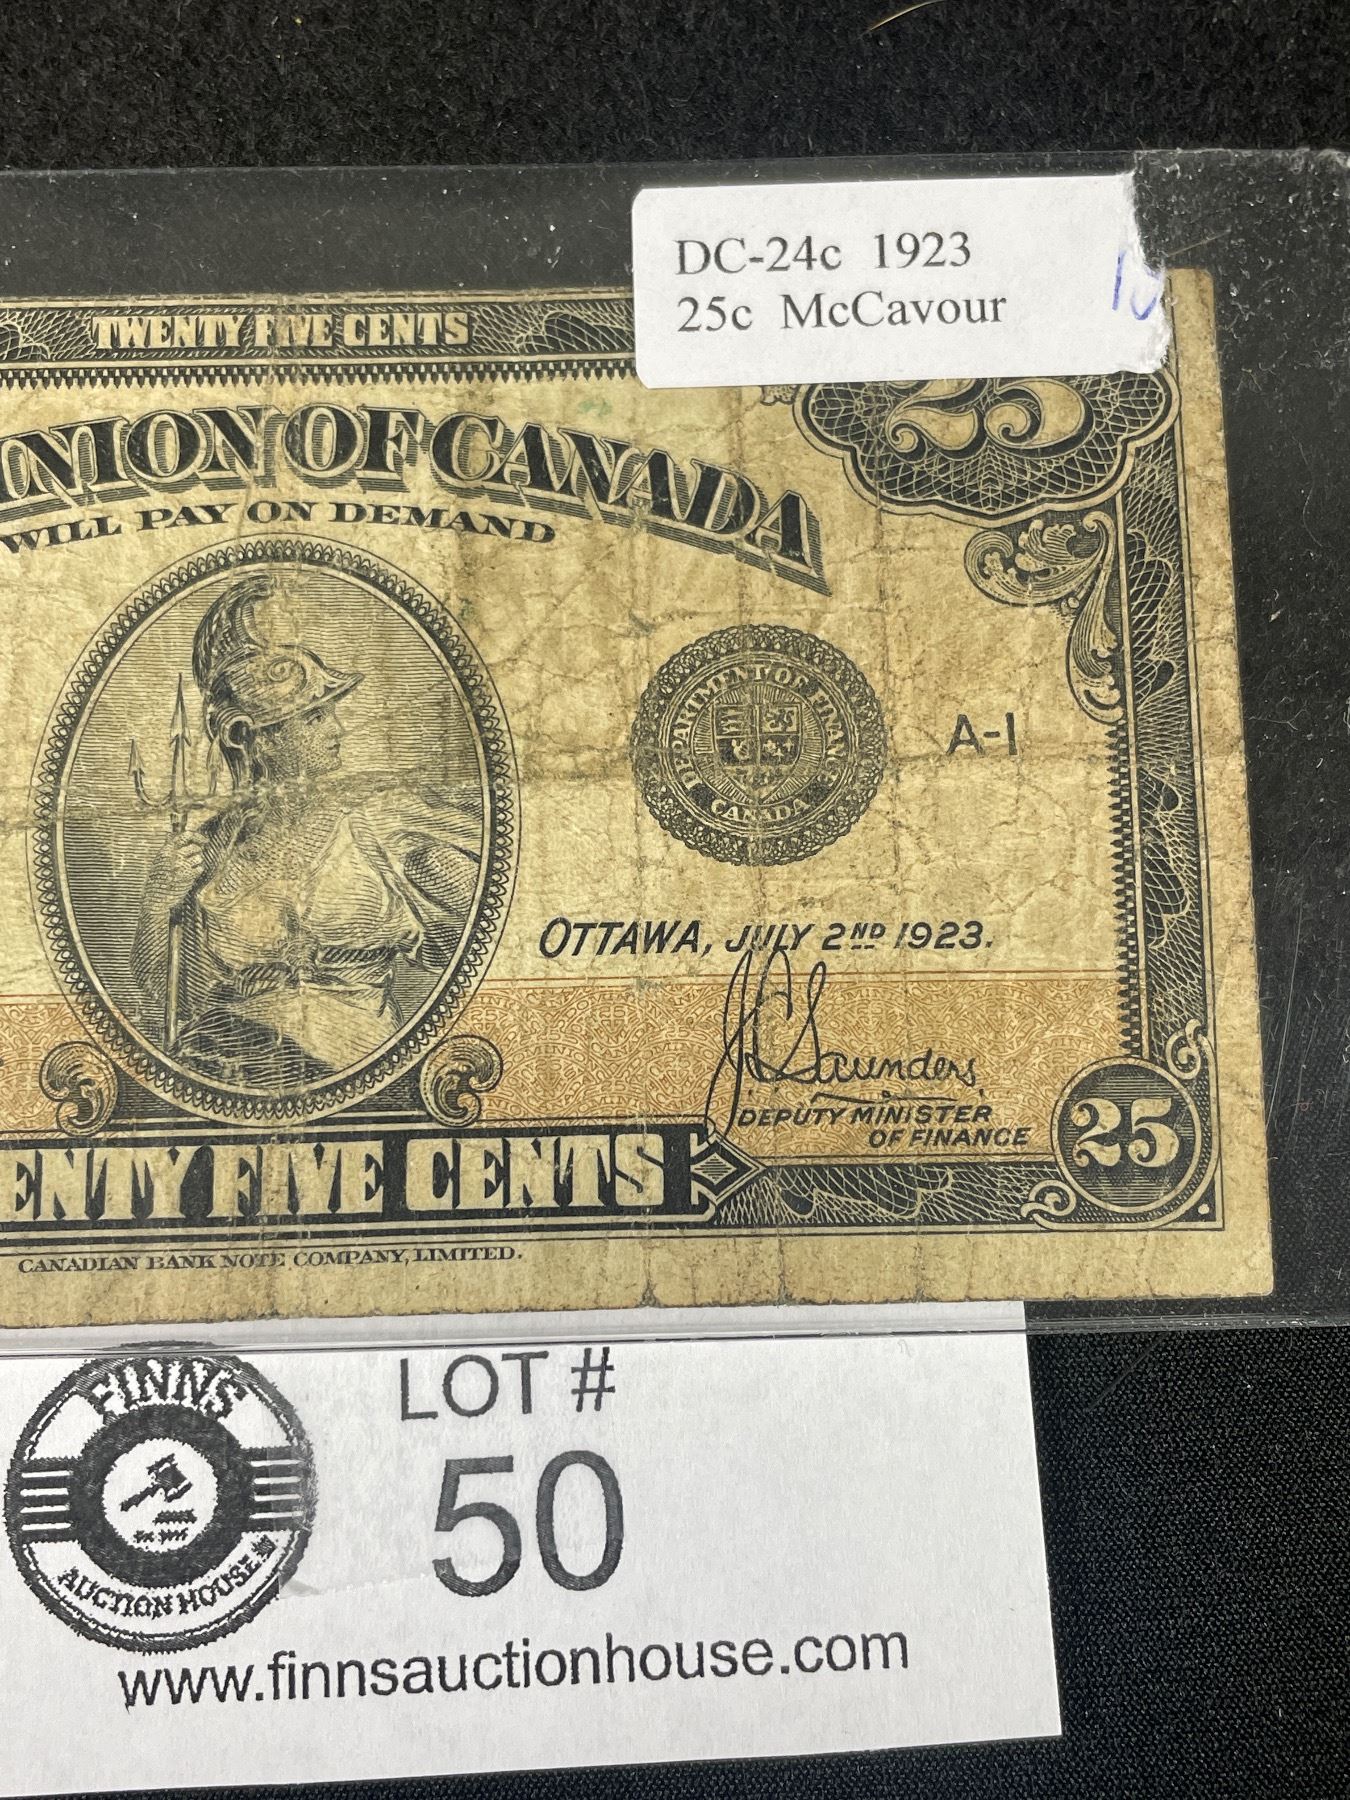 DC-24c 1923
25c McCavour
TWENTY FIVE CENTS
25
INION OF CANADA
WILL PAY ON DEMAND
DEPARTMENT OF FINANCE
CANADA
A-1
OTTAWA, JULY 2ND 1923.
J C Saunders
DEPUTY MINISTER
OF FINANCE
25
ENTY FIVE CENTS
CANADIAN BANK NOTE COMPANY, LIMITED.
FINNS
AUCTION HOUSE
LOT #
50
www.finnsauctionhouse.com